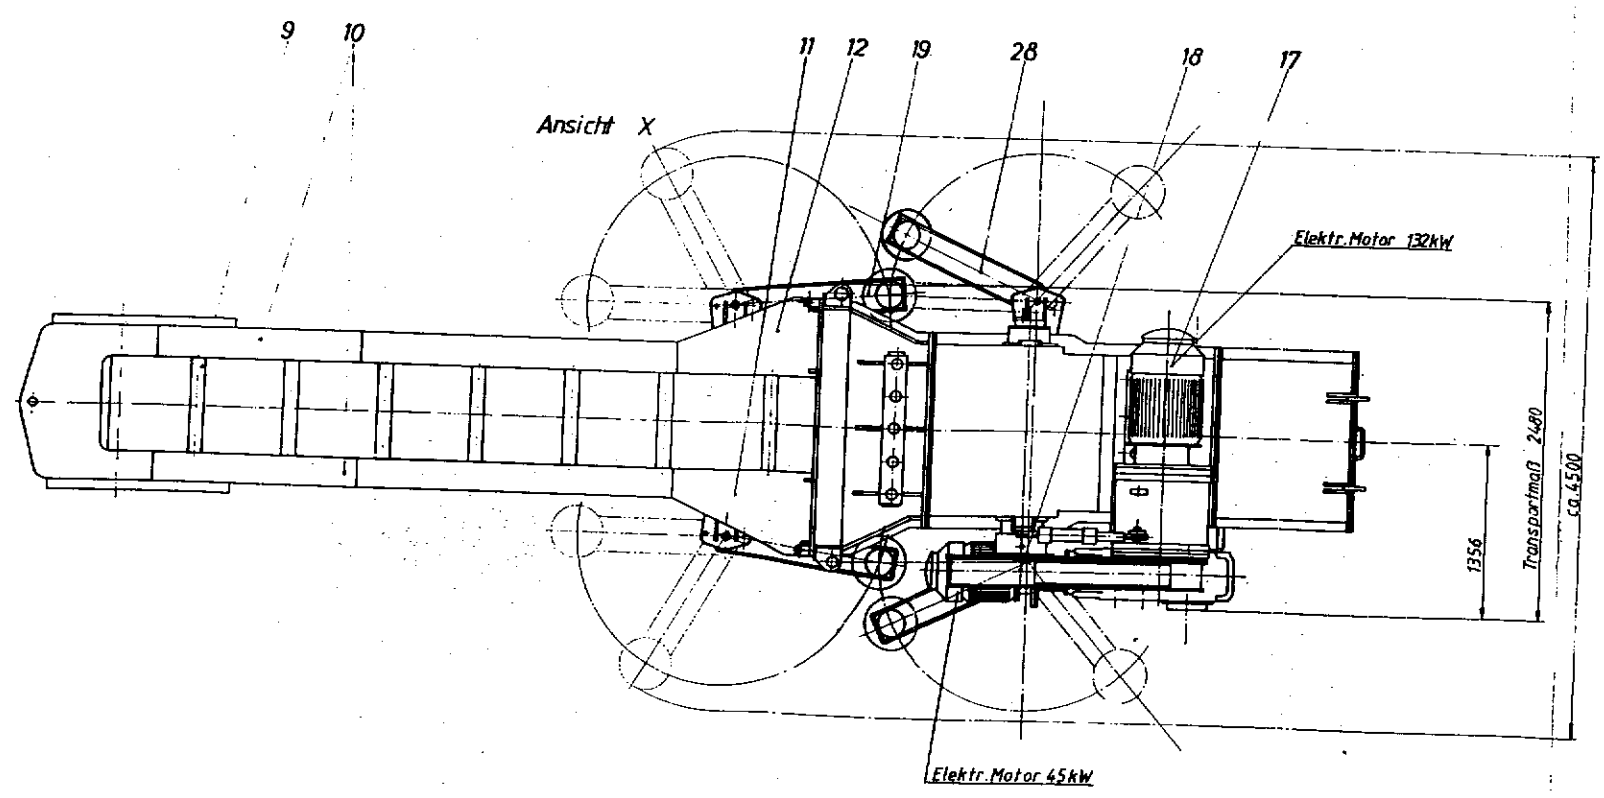 9
10
11
12
19
28
18
17
Ansicht X
Elektr. Motor 132kW
Transportmaß 2480
ca. 4500
1356
Elektr. Motor 45kW